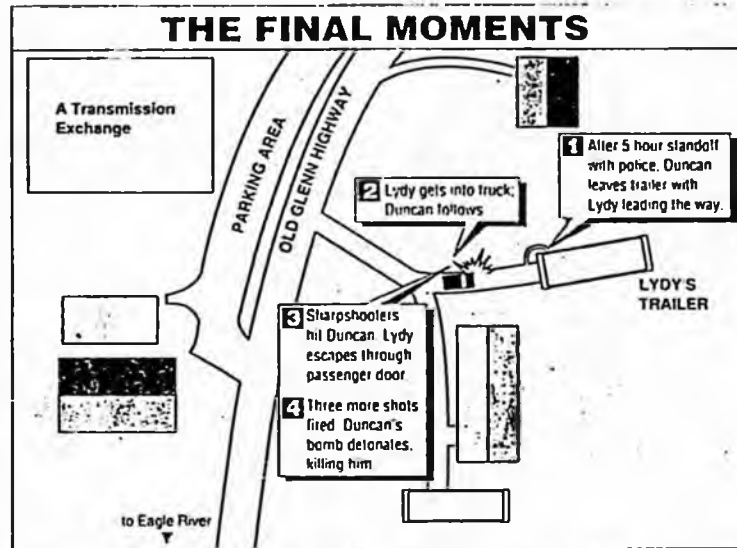 THE FINAL MOMENTS
A Transmission
Exchange
PARKING AREA
OLD GLENN HIGHWAY
1 After 5 hour standoff
with police, Duncan
leaves trailer with
Lydy leading the way.
2 Lydy gets into truck;
Duncan follows
LYDY'S
TRAILER
3 Sharpshooters
hit Duncan. Lydy
escapes through
passenger door
4 Three more shots
fired. Duncan's
bomb detonates,
killing him
to Eagle River